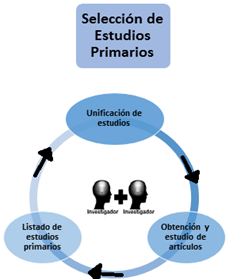 Selección de
Estudios
Primarios
Unificación de
estudios
Investigador
Investigador
Listado de
estudios
primarios
Obtención y
estudio de
artículos